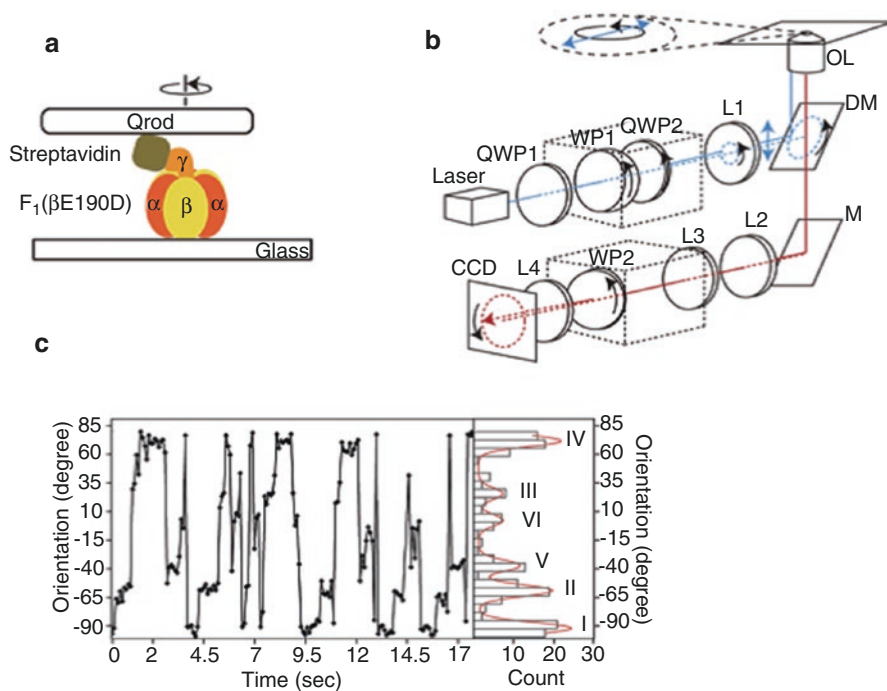 a
Qrod
Streptavidin
γ
F1(βE190D)
α
β
α
Glass
b
OL
DM
L1
QWP2
WP1
QWP1
Laser
M
L2
L3
WP2
L4
CCD
c
Orientation (degree)
85
60
35
10
-15
-40
-65
-90
0
2
4.5
7
9.5
12
14.5
17
Time (sec)
IV
III
VI
V
II
I
10
20
30
Count
85
60
35
10
-15
-40
-65
-90
Orientation (degree)